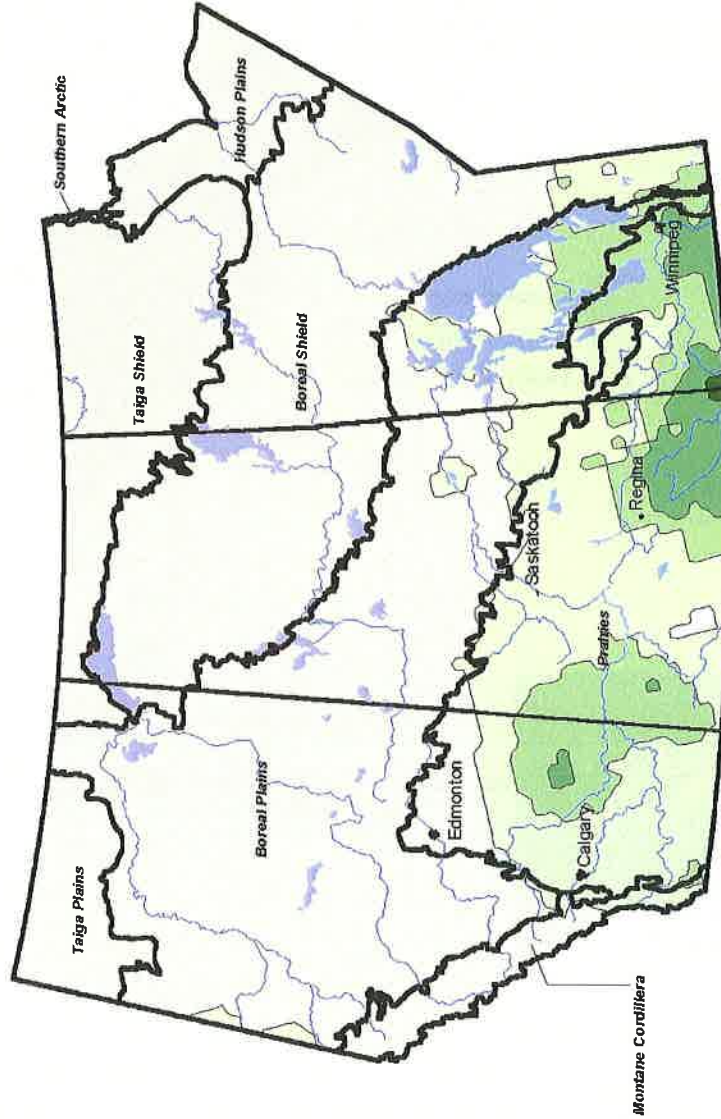 Southern Arctic
Hudson Plains
Taiga Shield
Boreal Shield
Taiga Plains
Boreal Plains
Edmonton
Saskatoon
Winnipeg
Regina
Prairies
Calgary
Montane Cordillera